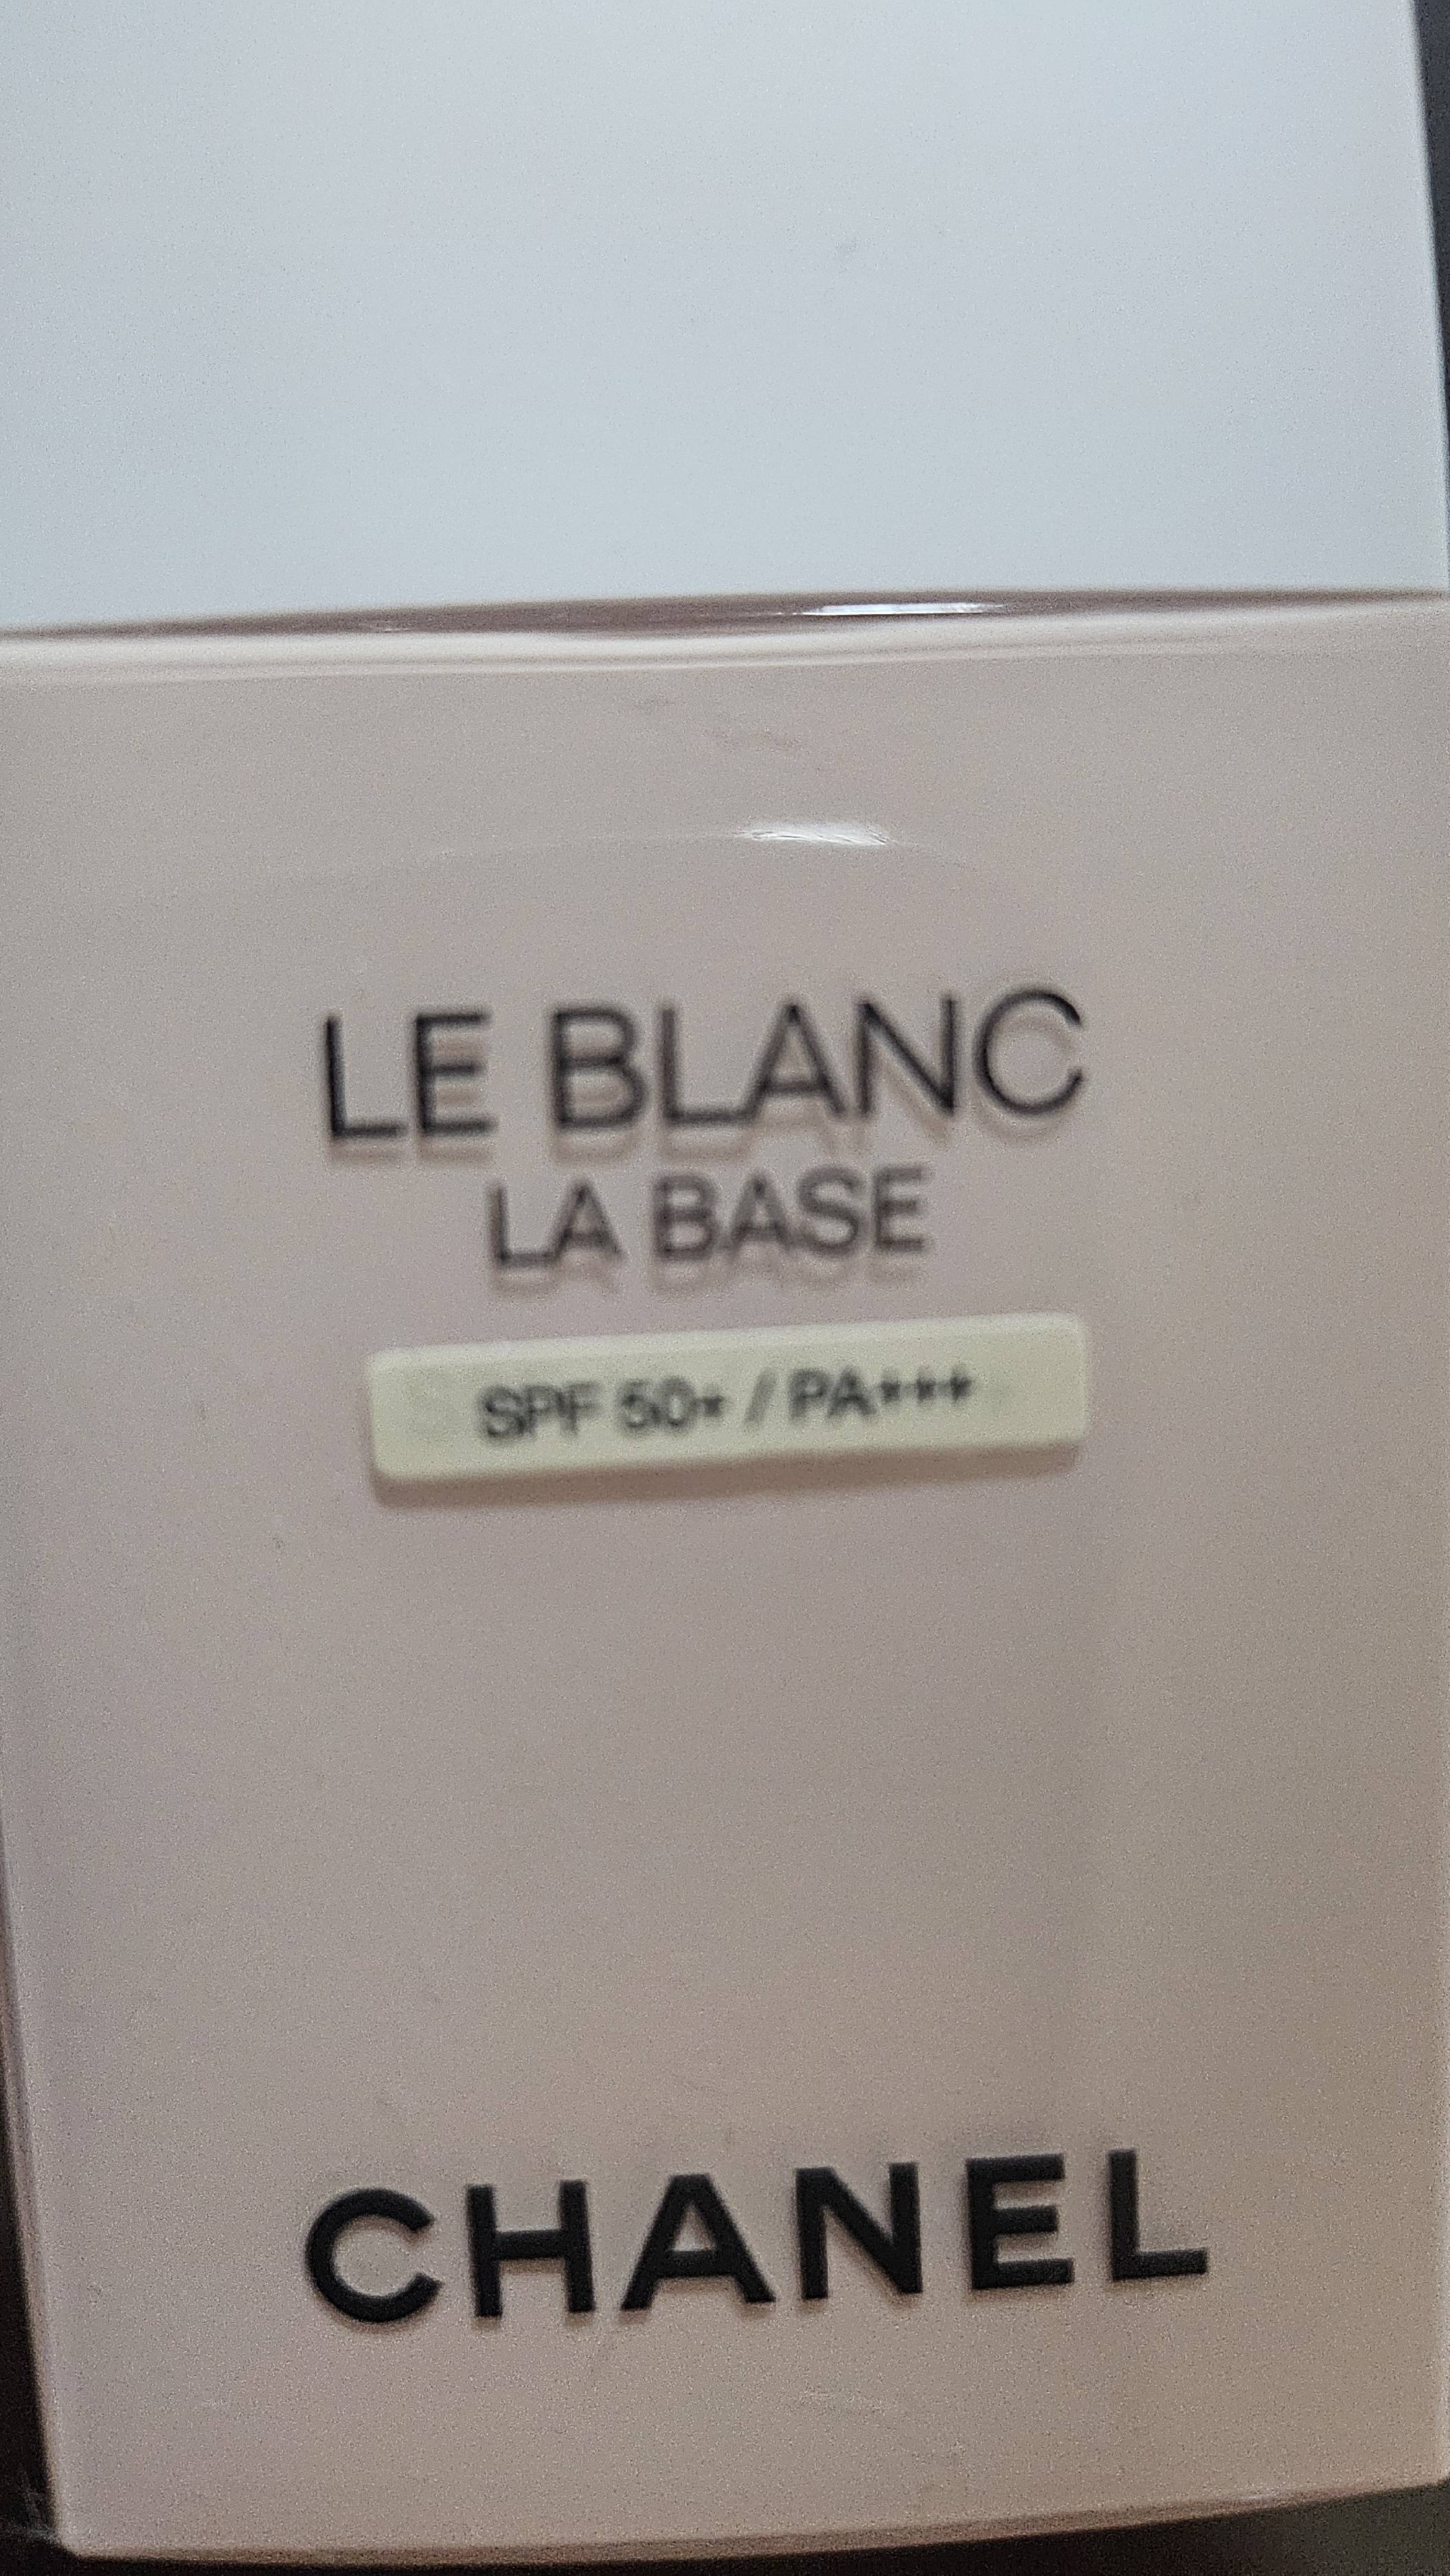 LE BLANC
LA BASE
SPF 50+ / PA+++
CHANEL